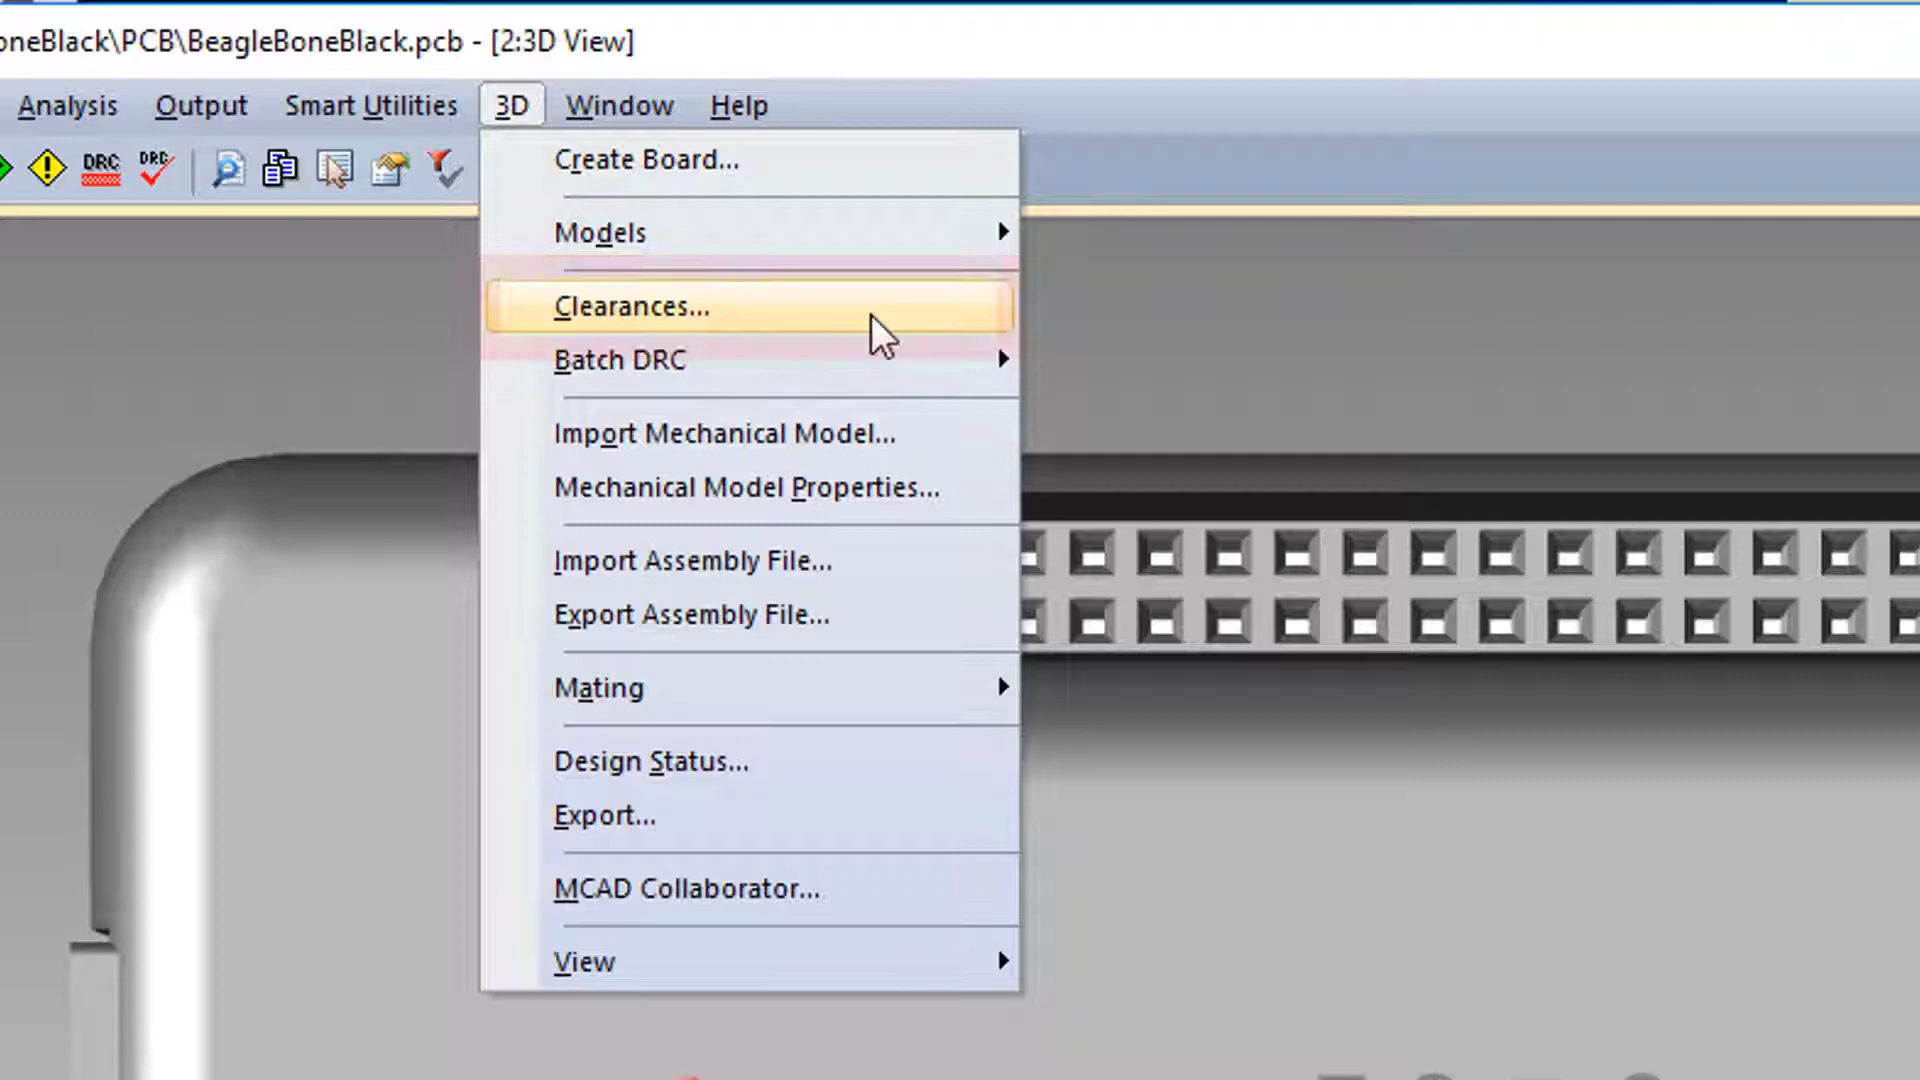 oneBlack\PCB\BeagleBoneBlack.pcb - [2:3D View]
Analysis Output Smart Utilities 3D Window Help
DRC DRC
Create Board...
Models
Clearances...
Batch DRC
Import Mechanical Model...
Mechanical Model Properties...
Import Assembly File...
Export Assembly File...
Mating
Design Status...
Export...
MCAD Collaborator...
View